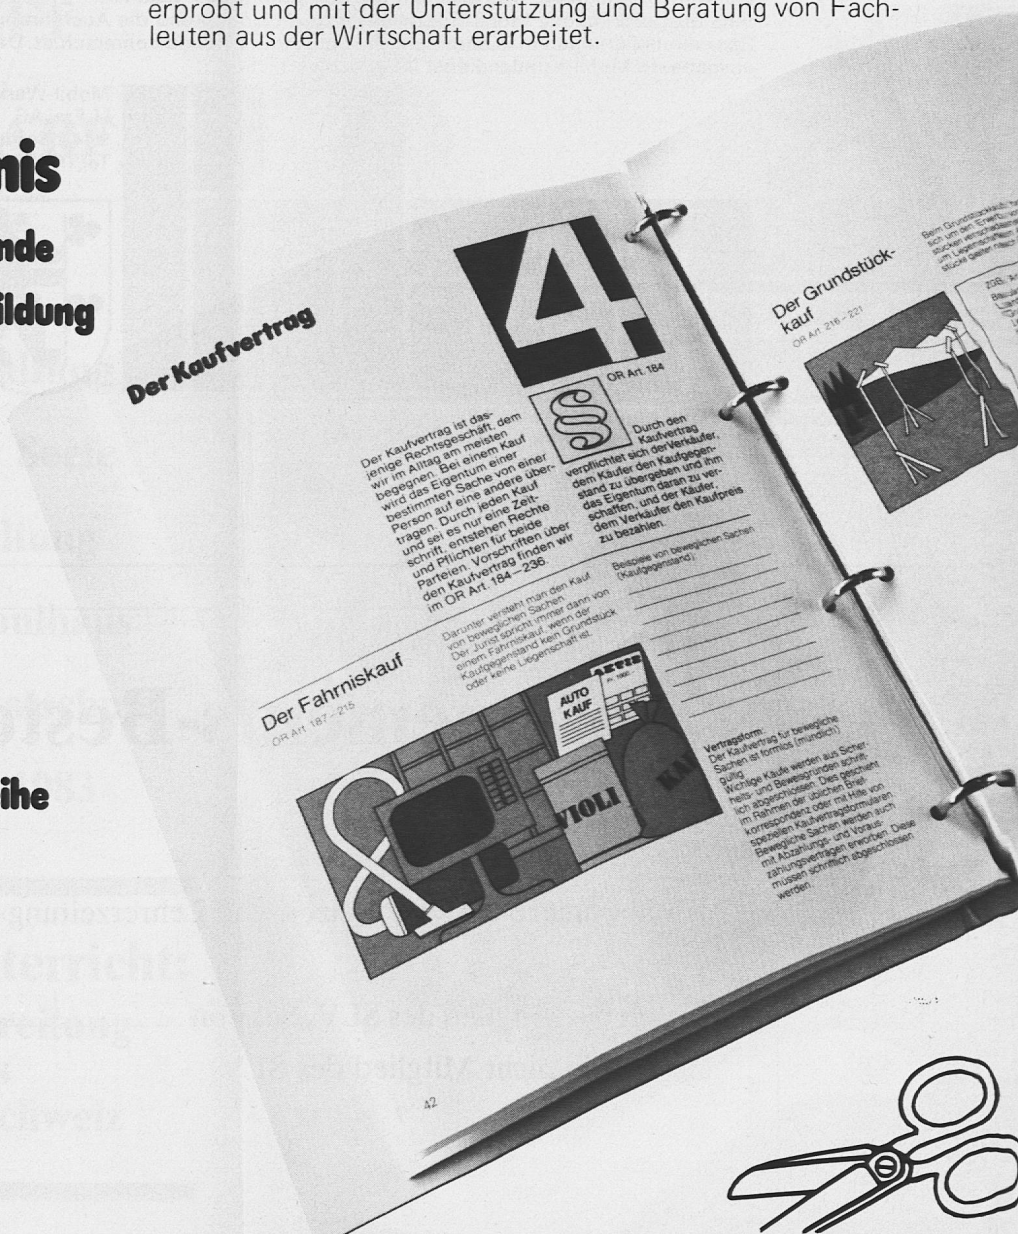 erprobt und mit der Unterstützung und Beratung von Fach-
leuten aus der Wirtschaft erarbeitet.
nis
nde
ildung
ihe
Der Kaufvertrag
4
OR Art. 184
§
Der Kaufvertrag ist das-
jenige Rechtsgeschäft, dem
wir im Alltag am meisten
begegnen. Bei einem Kauf
wird das Eigentum einer
bestimmten Sache von einer
Person auf eine andere über-
tragen. Durch jeden Kauf
und sei es nur eine Zeit-
schrift, entstehen Rechte
und Pflichten für beide
Parteien. Vorschriften über
den Kaufvertrag finden wir
im OR Art. 184–236.
Durch den
Kaufvertrag
verpflichtet sich der Verkäufer,
dem Käufer den Kaufgegen-
stand zu übergeben und ihm
das Eigentum daran zu ver-
schaffen, und der Käufer,
dem Verkäufer den Kaufpreis
zu bezahlen.
Der Fahrniskauf
OR Art. 187–215
Darunter versteht man den Kauf
von beweglichen Sachen.
Der Jurist spricht immer dann von
einem Fahrniskauf, wenn der
Kaufgegenstand kein Grundstück
oder keine Liegenschaft ist.
Beispiele von beweglichen Sachen
(Kaufgegenstand):
AUTO
KAUF
AKTIE
VIOLI
KA
Vertragsform:
Der Kaufvertrag für bewegliche
Sachen ist formlos (mündlich)
gültig.
Wichtige Käufe werden aus Sicher-
heits- und Beweisgründen schrift-
lich abgeschlossen. Dies geschieht
im Rahmen der üblichen Brief-
korrespondenz oder mit Hilfe von
speziellen Kaufvertragsformularen.
Bewegliche Sachen werden auch
mit Abzahlungs- und Voraus-
zahlungsverträgen erworben. Diese
müssen schriftlich abgeschlossen
werden.
42
Der Grundstück-
kauf
OR Art. 216–221
Beim Grundstückkauf
sich um den